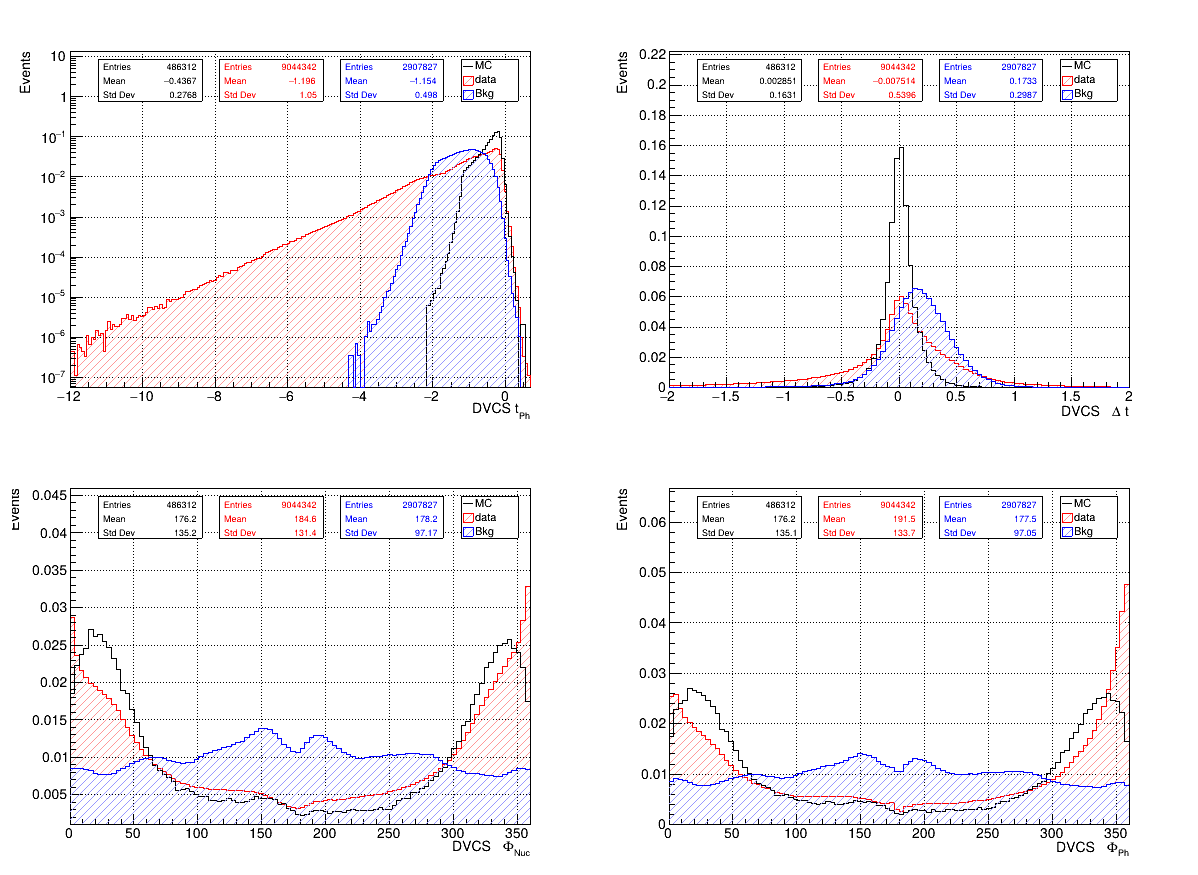 Events
10
1
10−1
10−2
10−3
10−4
10−5
10−6
10−7
−12 −10 −8 −6 −4 −2 0
DVCS tPh
Entries 486312
Mean −0.4367
Std Dev 0.2768
Entries 9044342
Mean −1.196
Std Dev 1.05
Entries 2907827
Mean −1.154
Std Dev 0.498
MC
data
Bkg
Events
0.22
0.2
0.18
0.16
0.14
0.12
0.1
0.08
0.06
0.04
0.02
0
−2 −1.5 −1 −0.5 0 0.5 1 1.5 2
DVCS Δ t
Entries 486312
Mean 0.002851
Std Dev 0.1631
Entries 9044342
Mean −0.007514
Std Dev 0.5396
Entries 2907827
Mean 0.1733
Std Dev 0.2987
MC
data
Bkg
Events
0.045
0.04
0.035
0.03
0.025
0.02
0.015
0.01
0.005
0 50 100 150 200 250 300 350
DVCS ΦNuc
Entries 486312
Mean 176.2
Std Dev 135.2
Entries 9044342
Mean 184.6
Std Dev 131.4
Entries 2907827
Mean 178.2
Std Dev 97.17
MC
data
Bkg
Events
0.06
0.05
0.04
0.03
0.02
0.01
0
0 50 100 150 200 250 300 350
DVCS ΦPh
Entries 486312
Mean 176.2
Std Dev 135.1
Entries 9044342
Mean 191.5
Std Dev 133.7
Entries 2907827
Mean 177.5
Std Dev 97.05
MC
data
Bkg